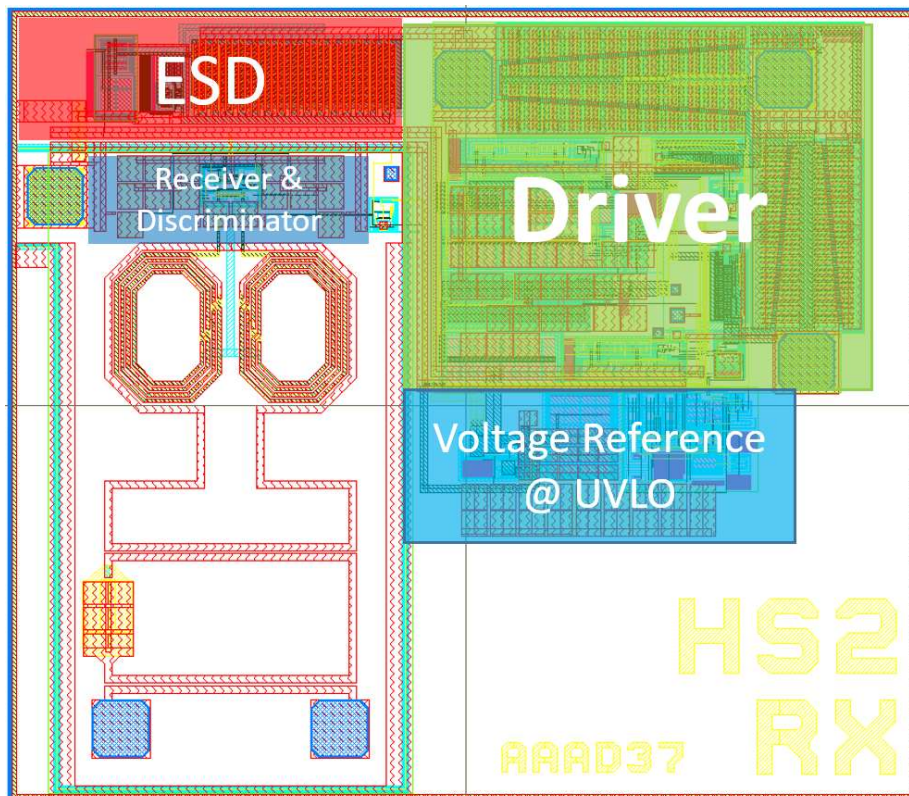 ESD
Receiver &
Discriminator
Driver
Voltage Reference
@ UVLO
HS2
RX
AAAD37